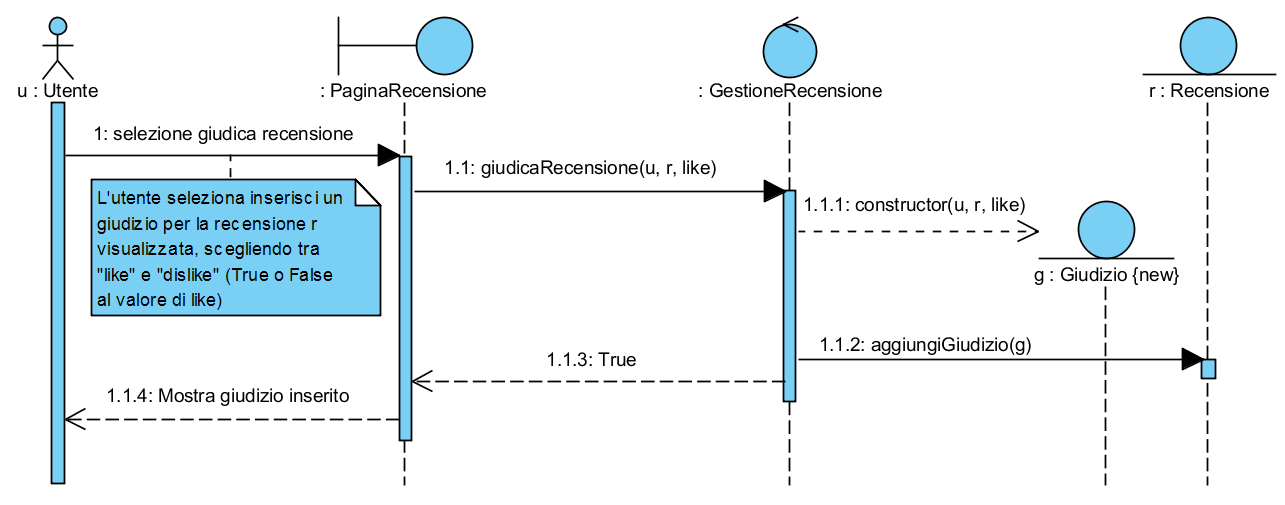 u : Utente
: PaginaRecensione
: GestioneRecensione
r : Recensione
1: selezione giudica recensione
1.1: giudicaRecensione(u, r, like)
L'utente seleziona inserisci un
giudizio per la recensione r
visualizzata, scegliendo tra
"like" e "dislike" (True o False
al valore di like)
1.1.1: constructor(u, r, like)
g : Giudizio {new}
1.1.2: aggiungiGiudizio(g)
1.1.3: True
1.1.4: Mostra giudizio inserito